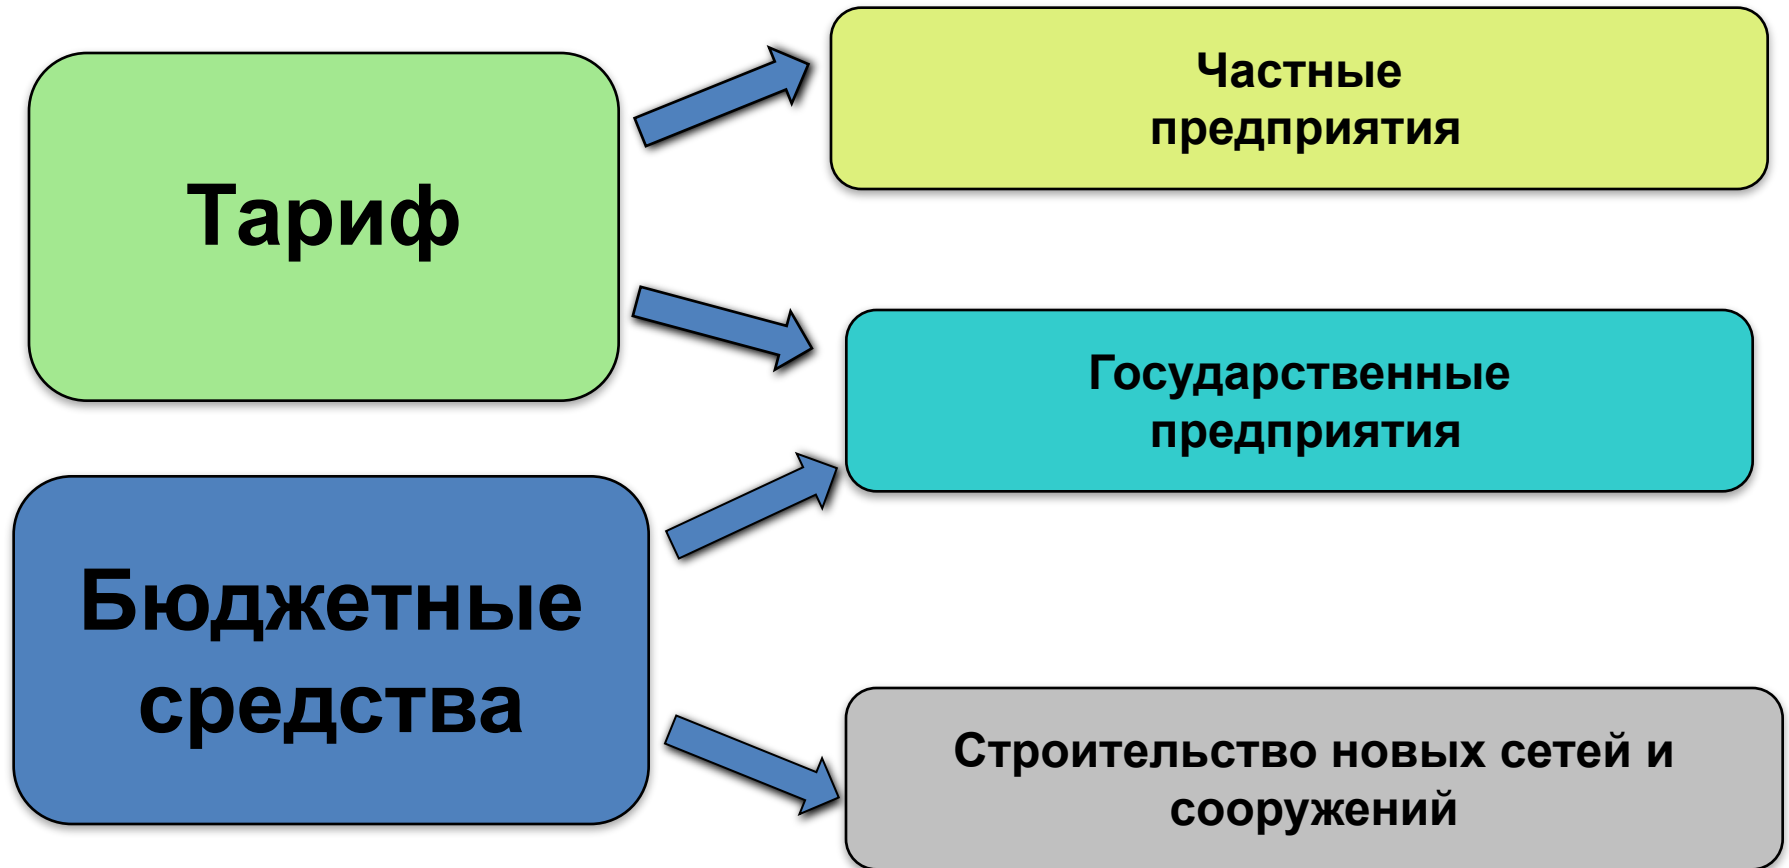 Частные
предприятия
Тариф
Государственные
предприятия
Бюджетные
средства
Строительство новых сетей и
сооружений